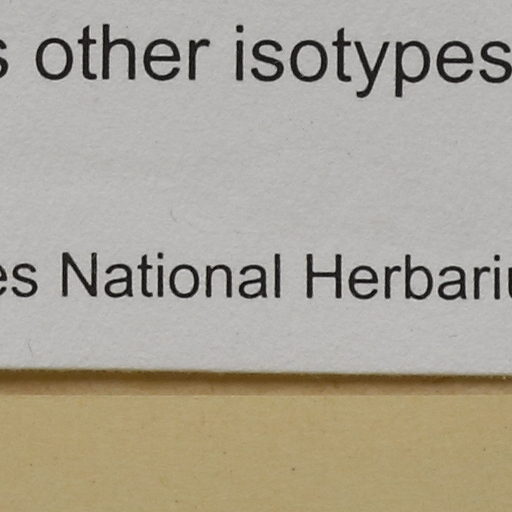 s other isotypes
es National Herbariu